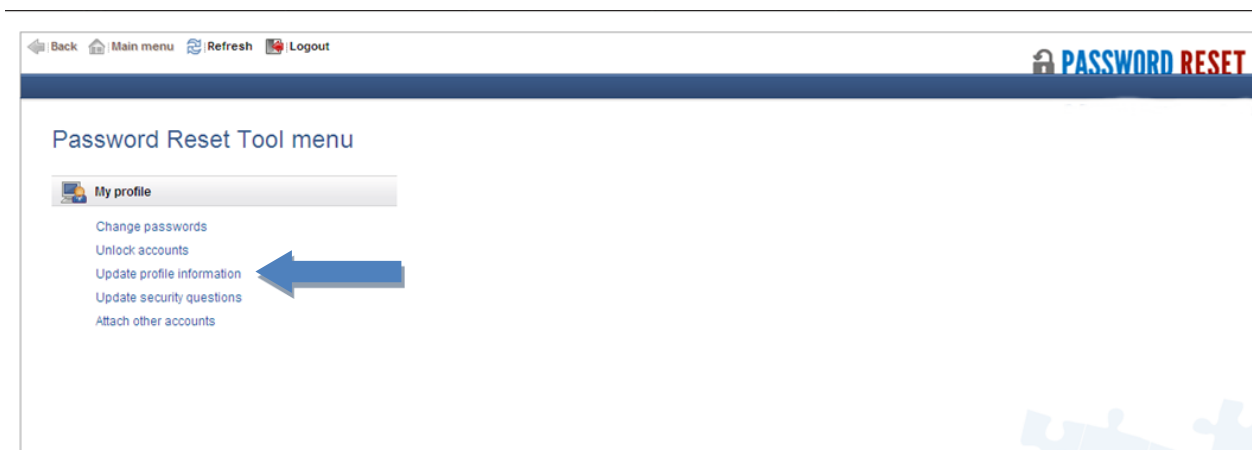 Back Main menu Refresh Logout
PASSWORD RESET
Password Reset Tool menu
My profile
Change passwords
Unlock accounts
Update profile information
Update security questions
Attach other accounts